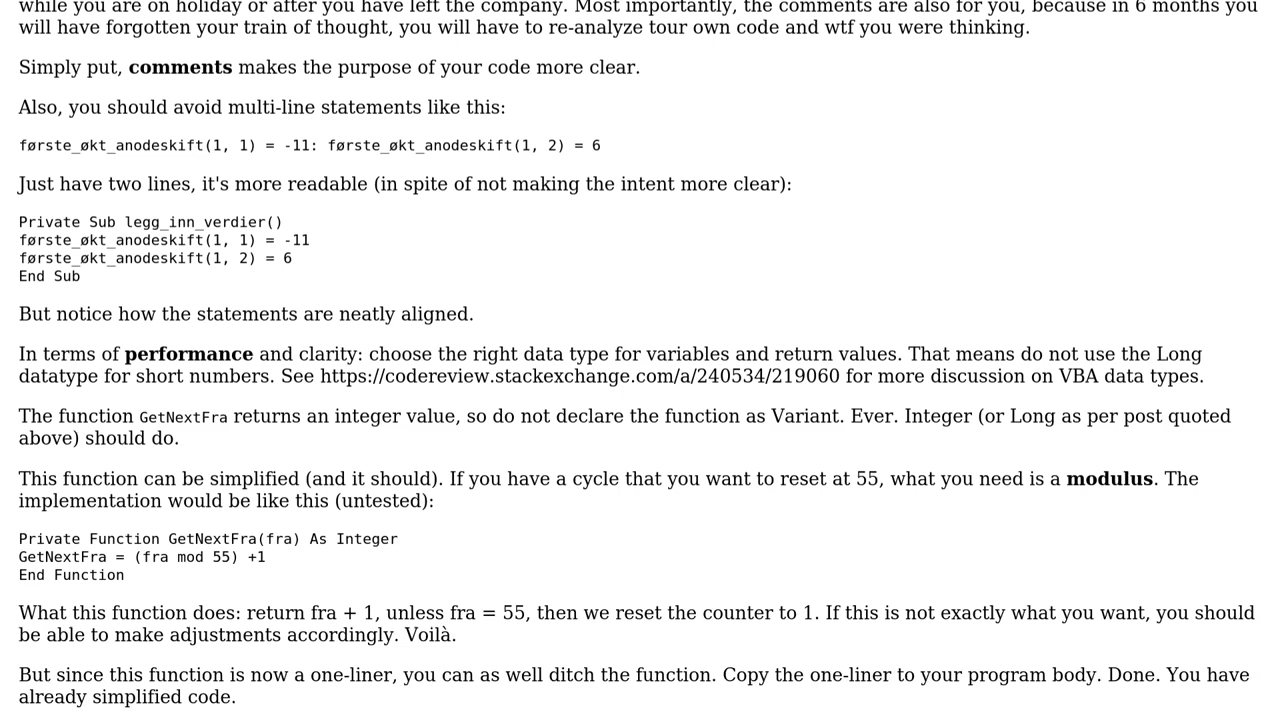 while you are on holiday or after you have left the company. Most importantly, the comments are also for you, because in 6 months you
will have forgotten your train of thought, you will have to re-analyze tour own code and wtf you were thinking.
Simply put, comments makes the purpose of your code more clear.
Also, you should avoid multi-line statements like this:
første_økt_anodeskift(1, 1) = -11: første_økt_anodeskift(1, 2) = 6
Just have two lines, it's more readable (in spite of not making the intent more clear):
Private Sub legg_inn_verdier()
første_økt_anodeskift(1, 1) = -11
første_økt_anodeskift(1, 2) = 6
End Sub
But notice how the statements are neatly aligned.
In terms of performance and clarity: choose the right data type for variables and return values. That means do not use the Long
datatype for short numbers. See https://codereview.stackexchange.com/a/240534/219060 for more discussion on VBA data types.
The function GetNextFra returns an integer value, so do not declare the function as Variant. Ever. Integer (or Long as per post quoted
above) should do.
This function can be simplified (and it should). If you have a cycle that you want to reset at 55, what you need is a modulus. The
implementation would be like this (untested):
Private Function GetNextFra(fra) As Integer
GetNextFra = (fra mod 55) +1
End Function
What this function does: return fra + 1, unless fra = 55, then we reset the counter to 1. If this is not exactly what you want, you should
be able to make adjustments accordingly. Voilà.
But since this function is now a one-liner, you can as well ditch the function. Copy the one-liner to your program body. Done. You have
already simplified code.